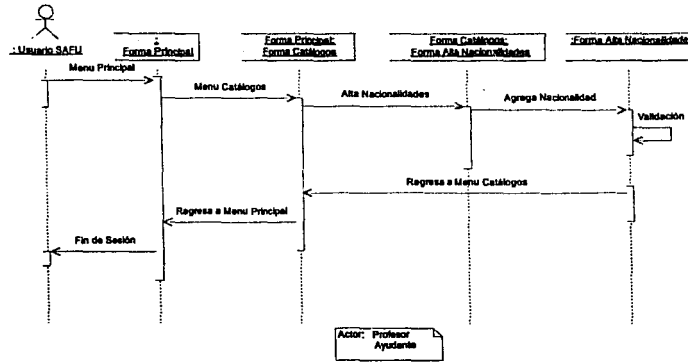 : Usuario SAFU
:
Forma Principal
Forma Principal:
Forma Catálogos
Forma Catálogos:
Forma Alta Nacionalidades
:Forma Alta Nacionalidade
Menu Principal
Menu Catálogos
Alta Nacionalidades
Agrega Nacionalidad
Validación
Regresa a Menu Catálogos
Regresa a Menu Principal
Fin de Sesión
Actor: Profesor
Ayudante